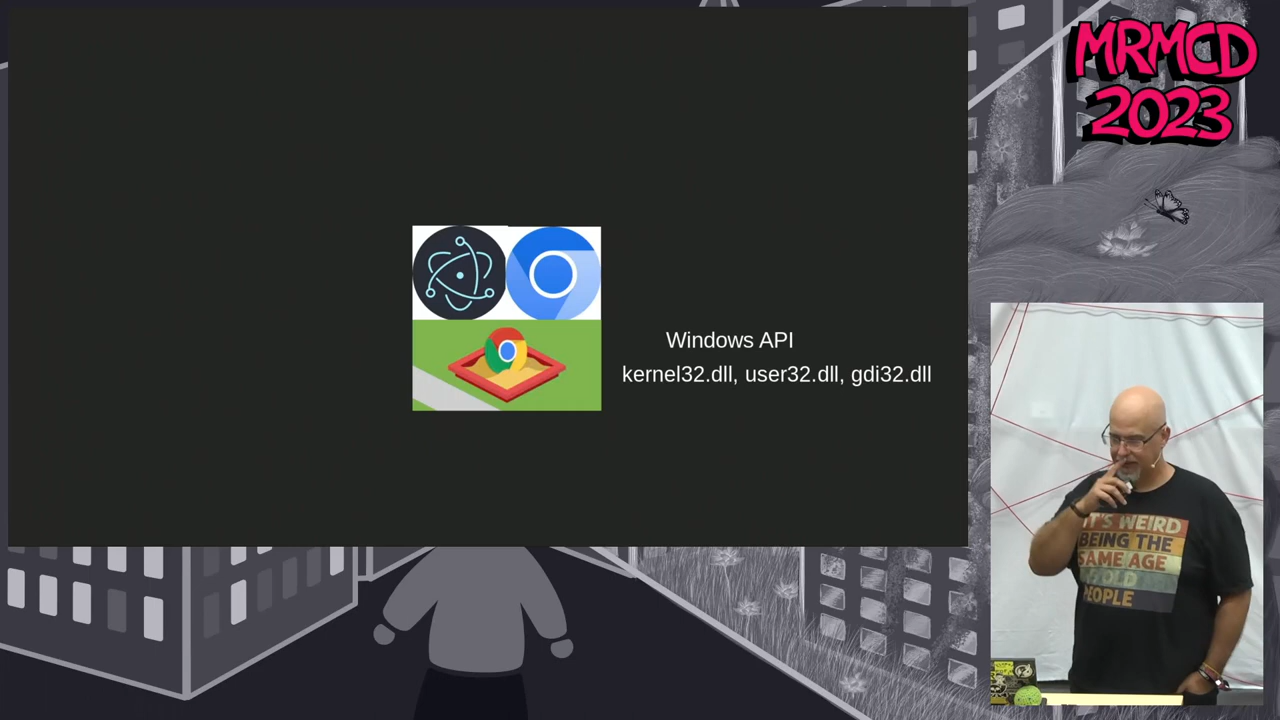 MRMCD
2023
Windows API
kernel32.dll, user32.dll, gdi32.dll
IT'S WEIRD
BEING THE
SAME AGE
OLD
PEOPLE